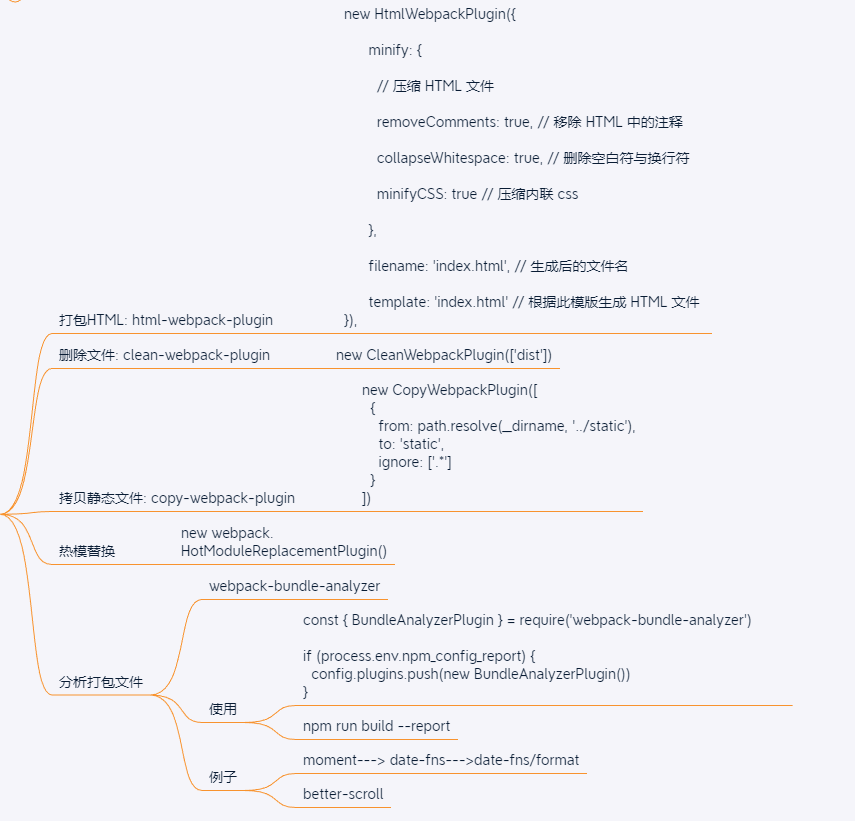 new HtmlWebpackPlugin({
minify: {
// 压缩 HTML 文件
removeComments: true, // 移除 HTML 中的注释
collapseWhitespace: true, // 删除空白符与换行符
minifyCSS: true // 压缩内联 css
},
filename: 'index.html', // 生成后的文件名
template: 'index.html' // 根据此模版生成 HTML 文件
打包HTML: html-webpack-plugin
}),
删除文件: clean-webpack-plugin
new CleanWebpackPlugin(['dist'])
new CopyWebpackPlugin([
{
from: path.resolve(__dirname, '../static'),
to: 'static',
ignore: ['.*']
}
拷贝静态文件: copy-webpack-plugin
])
new webpack.
热模替换
HotModuleReplacementPlugin()
webpack-bundle-analyzer
const { BundleAnalyzerPlugin } = require('webpack-bundle-analyzer')
if (process.env.npm_config_report) {
config.plugins.push(new BundleAnalyzerPlugin())
}
分析打包文件
使用
npm run build --report
moment---> date-fns--->date-fns/format
例子
better-scroll